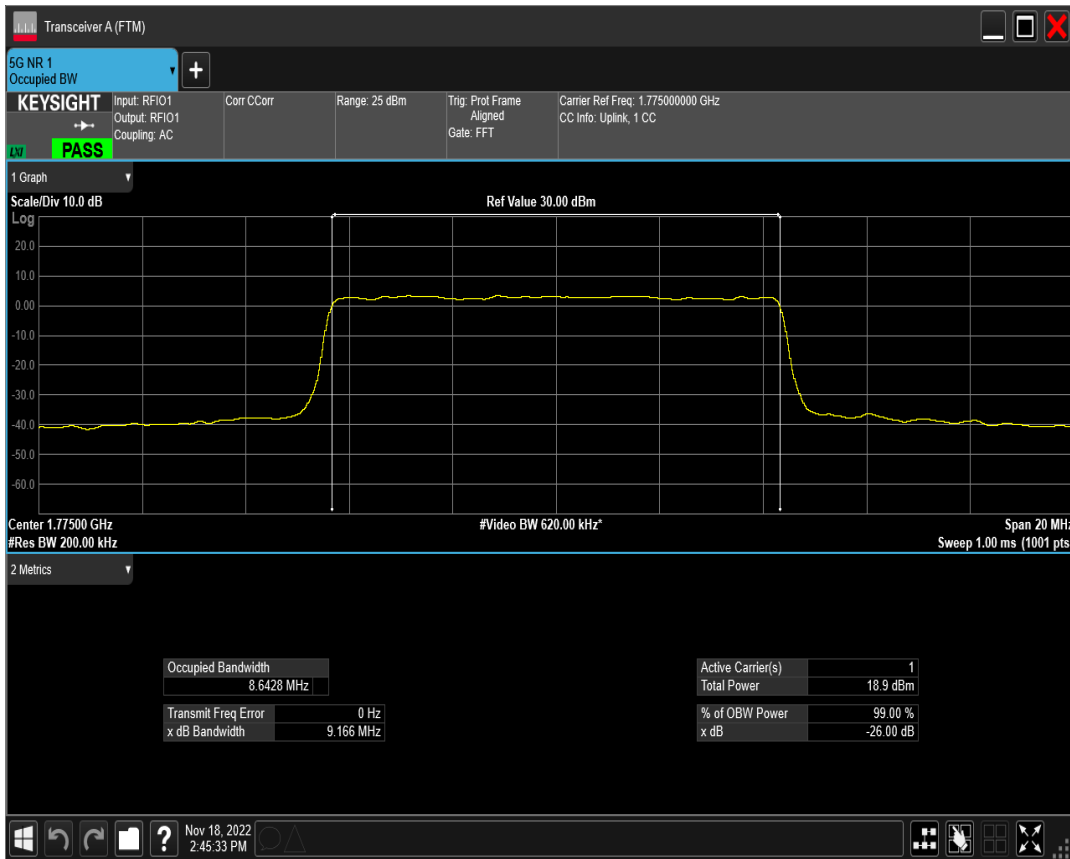 Transceiver A (FTM)
5G NR 1
Occupied BW
+
KEYSIGHT
LXI
PASS
Input: RFIO1
Output: RFIO1
Coupling: AC
Corr CCorr
Range: 25 dBm
Trig: Prot Frame
Aligned
Gate: FFT
Carrier Ref Freq: 1.775000000 GHz
CC Info: Uplink, 1 CC
1 Graph
Scale/Div 10.0 dB
Ref Value 30.00 dBm
Log
20.0
10.0
0.00
-10.0
-20.0
-30.0
-40.0
-50.0
-60.0
Center 1.77500 GHz
#Video BW 620.00 kHz*
Span 20 MHz
#Res BW 200.00 kHz
Sweep 1.00 ms (1001 pts
2 Metrics
Occupied Bandwidth
8.6428 MHz
Transmit Freq Error 0 Hz
x dB Bandwidth 9.166 MHz
Active Carrier(s) 1
Total Power 18.9 dBm
% of OBW Power 99.00 %
x dB -26.00 dB
?
Nov 18, 2022
2:45:33 PM